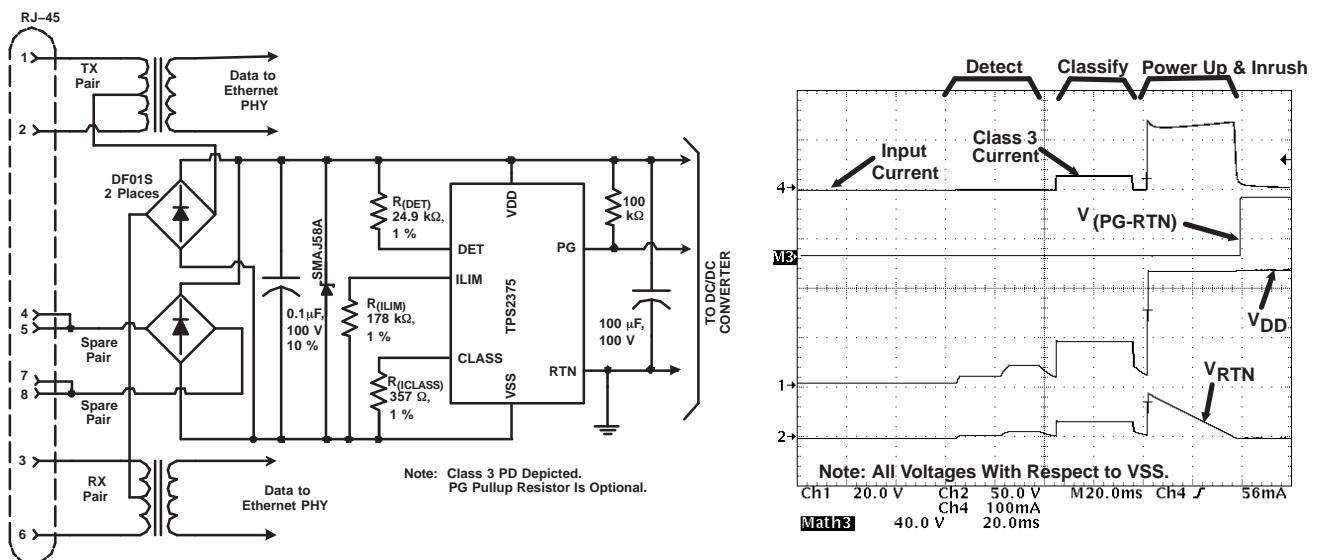 RJ–45
1
TX
Pair
Data to
Ethernet
PHY
2
DF01S
2 Places
4
5
Spare
Pair
7
8
Spare
Pair
3
RX
Pair
Data to
Ethernet PHY
6
0.1μF,
100 V
10 %
SMAJ58A
R(DET)
24.9 kΩ,
1 %
R(ILIM)
178 kΩ,
1 %
R(ICLASS)
357 Ω,
1 %
VDD
DET
ILIM
TPS2375
CLASS
VSS
PG
RTN
100
kΩ
100 μF,
100 V
TO DC/DC
CONVERTER
Note: Class 3 PD Depicted.
PG Pullup Resistor Is Optional.
Detect
Classify
Power Up & Inrush
Input
Current
Class 3
Current
4
V(PG-RTN)
M3
VDD
1
VRTN
2
Note: All Voltages With Respect to VSS.
Ch1 20.0 V Ch2 50.0 V M20.0ms Ch4 ƒ 56mA
Ch4 100mA
Math3 40.0 V 20.0ms